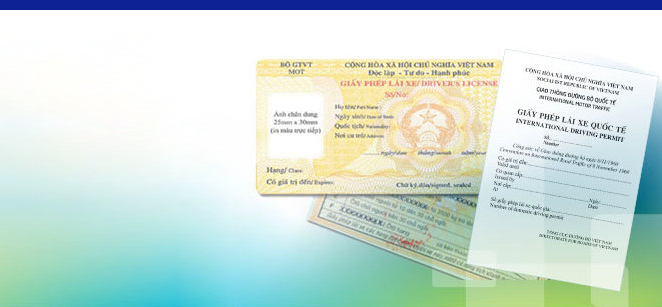 BỘ GTVT
MOT
CỘNG HÒA XÃ HỘI CHỦ NGHĨA VIỆT NAM
Độc lập - Tự do - Hạnh phúc
GIẤY PHÉP LÁI XE/DRIVER'S LICENSE
Số/No:
Ảnh chân dung
25mm x 30mm
(in màu trực tiếp)
Họ tên/ Full Name:
Ngày sinh/ Date of Birth:
Quốc tịch/ Nationality:
Nơi cư trú/ Address:
ngày/date tháng/month năm/year
Hạng/ Class:
Có giá trị đến/ Expires:
Chữ ký, dấu/signed, sealed
CỘNG HÒA XÃ HỘI CHỦ NGHĨA VIỆT NAM
SOCIALIST REPUBLIC OF VIETNAM
GIAO THÔNG ĐƯỜNG BỘ QUỐC TẾ
INTERNATIONAL MOTOR TRAFFIC
GIẤY PHÉP LÁI XE QUỐC TẾ
INTERNATIONAL DRIVING PERMIT
Số
Number
Công ước về Giao thông đường bộ ngày 8/11/1968
Convention on International Road Traffic of 8 November 1968
Có giá trị đến
Valid until
Cơ quan cấp
Issued by
Nơi cấp
At
Ngày
Date
Số giấy phép lái xe quốc gia
Number of domestic driving permit
TỔNG CỤC ĐƯỜNG BỘ VIỆT NAM
DIRECTORATE FOR ROADS OF VIETNAM